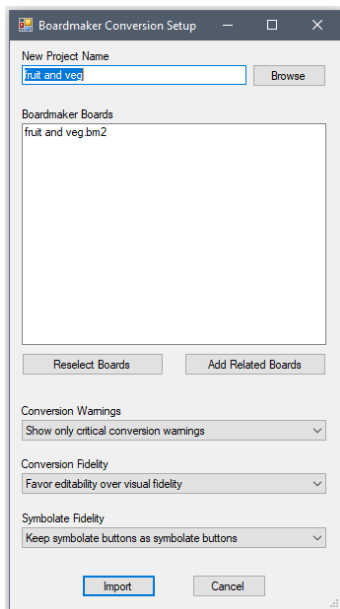 Boardmaker Conversion Setup
New Project Name
fruit and veg
Browse
Boardmaker Boards
fruit and veg.bm2
Reselect Boards
Add Related Boards
Conversion Warnings
Show only critical conversion warnings
Conversion Fidelity
Favor editability over visual fidelity
Symbolate Fidelity
Keep symbolate buttons as symbolate buttons
Import
Cancel